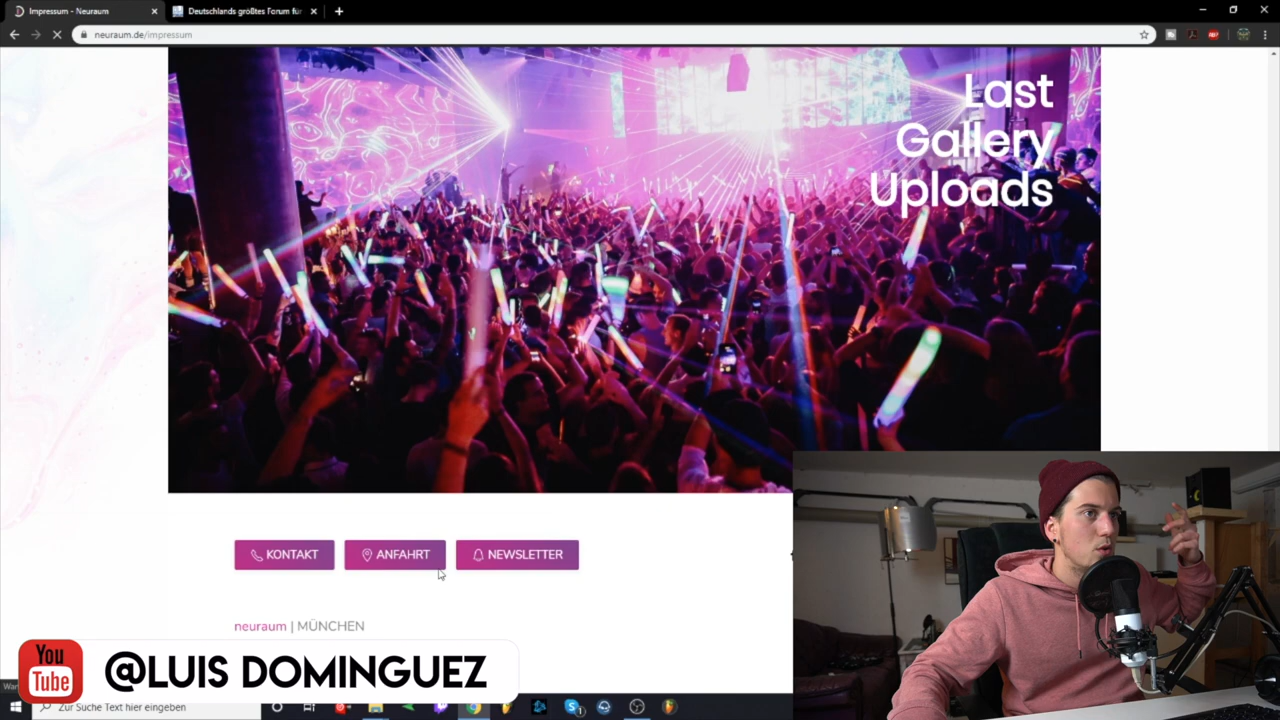 Impressum - Neuraum
Deutschlands größtes Forum für
neuraum.de/impressum
Last
Gallery
Uploads
KONTAKT
ANFAHRT
NEWSLETTER
neuraum | MÜNCHEN
You
Tube
@LUIS DOMINGUEZ
Zur Suche Text hier eingeben